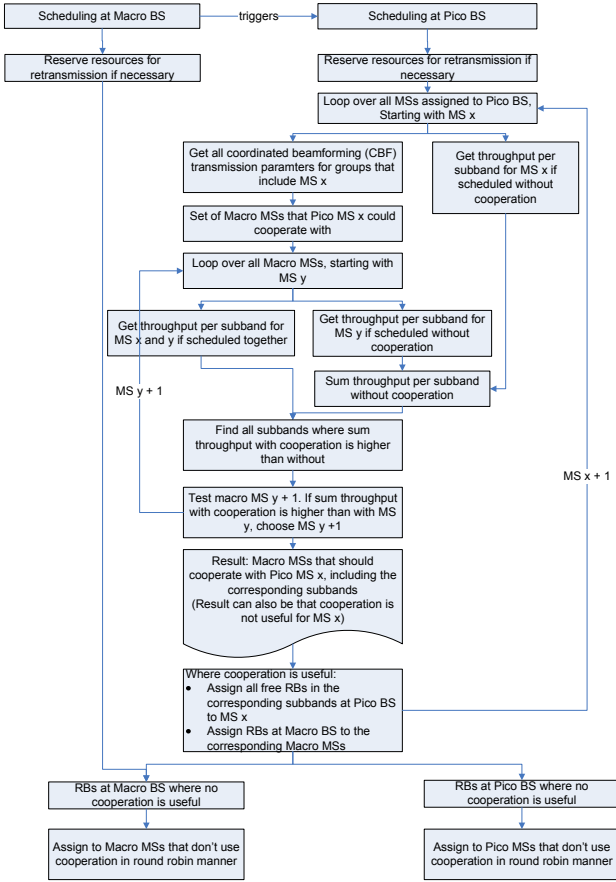 Scheduling at Macro BS
triggers
Scheduling at Pico BS
Reserve resources for
retransmission if necessary
Reserve resources for retransmission if
necessary
Loop over all MSs assigned to Pico BS,
Starting with MS x
Get all coordinated beamforming (CBF)
transmission paramters for groups that
include MS x
Get throughput per
subband for MS x if
scheduled without
cooperation
Set of Macro MSs that Pico MS x could
cooperate with
Loop over all Macro MSs, starting with
MS y
Get throughput per subband for
MS x and y if scheduled together
Get throughput per subband for
MS y if scheduled without
cooperation
MS y + 1
Sum throughput per subband
without cooperation
Find all subbands where sum
throughput with cooperation is higher
than without
MS x + 1
Test macro MS y + 1. If sum throughput
with cooperation is higher than with MS
y, choose MS y +1
Result: Macro MSs that should
cooperate with Pico MS x, including the
corresponding subbands
(Result can also be that cooperation is
not useful for MS x)
Where cooperation is useful:
• Assign all free RBs in the
corresponding subbands at Pico BS
to MS x
• Assign RBs at Macro BS to the
corresponding Macro MSs
RBs at Macro BS where no
cooperation is useful
RBs at Pico BS where no
cooperation is useful
Assign to Macro MSs that don't use
cooperation in round robin manner
Assign to Pico MSs that don't use
cooperation in round robin manner